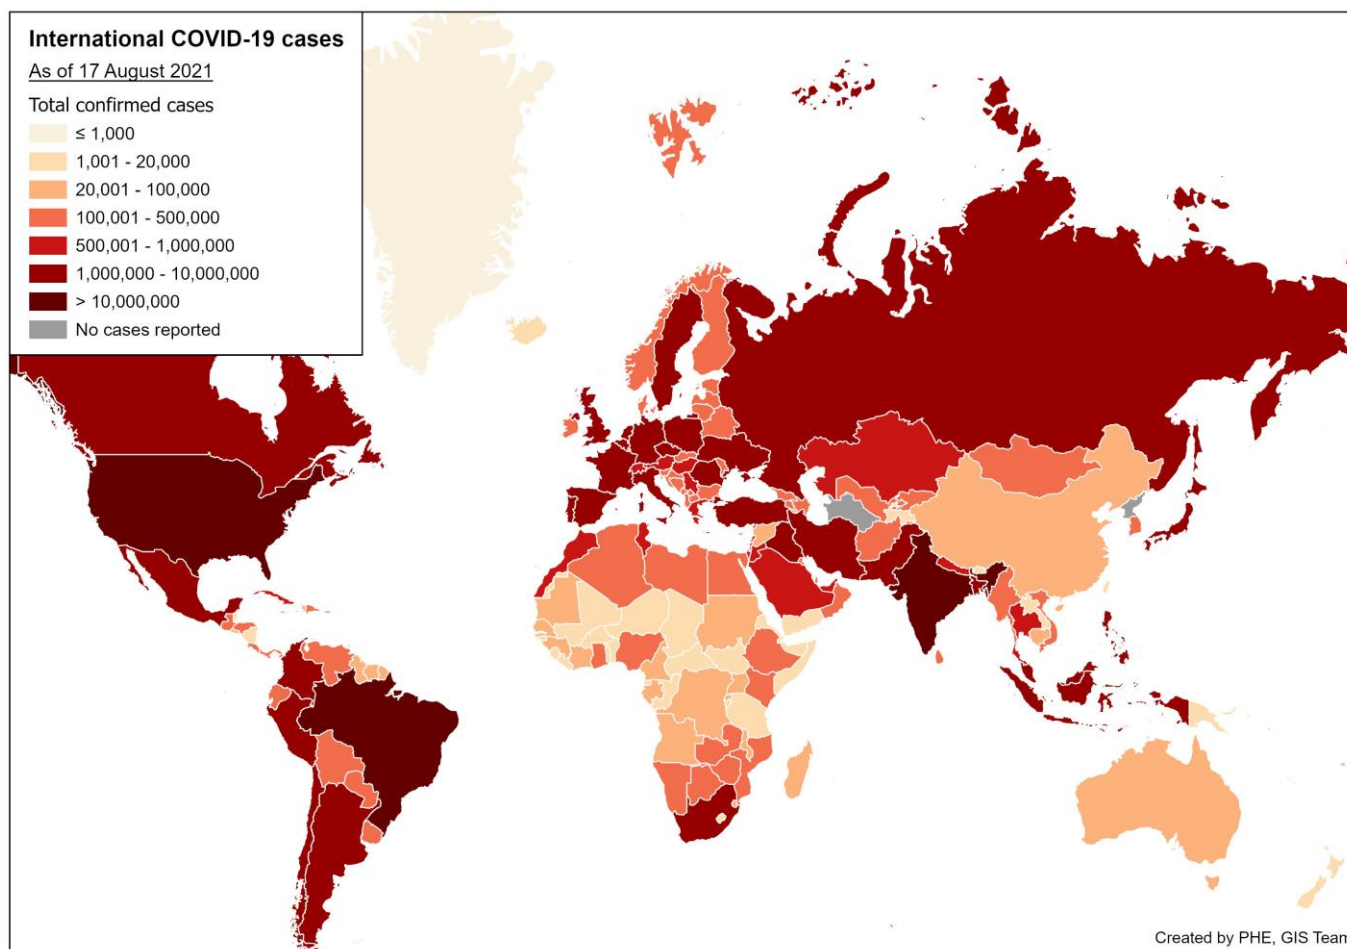 International COVID-19 cases
As of 17 August 2021
Total confirmed cases
≤ 1,000
1,001 - 20,000
20,001 - 100,000
100,001 - 500,000
500,001 - 1,000,000
1,000,000 - 10,000,000
> 10,000,000
No cases reported
Created by PHE, GIS Team